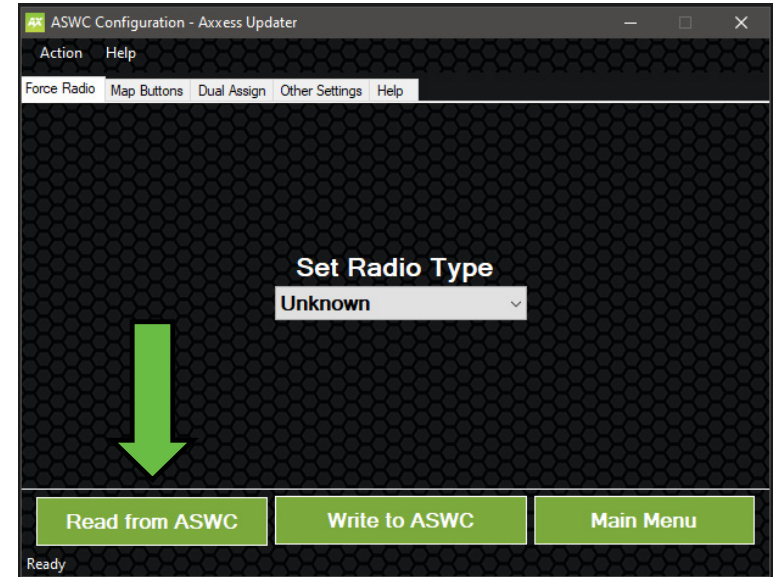 AX ASWC Configuration - Axxess Updater
Action Help
Force Radio Map Buttons Dual Assign Other Settings Help
Set Radio Type
Unknown
Read from ASWC Write to ASWC Main Menu
Ready